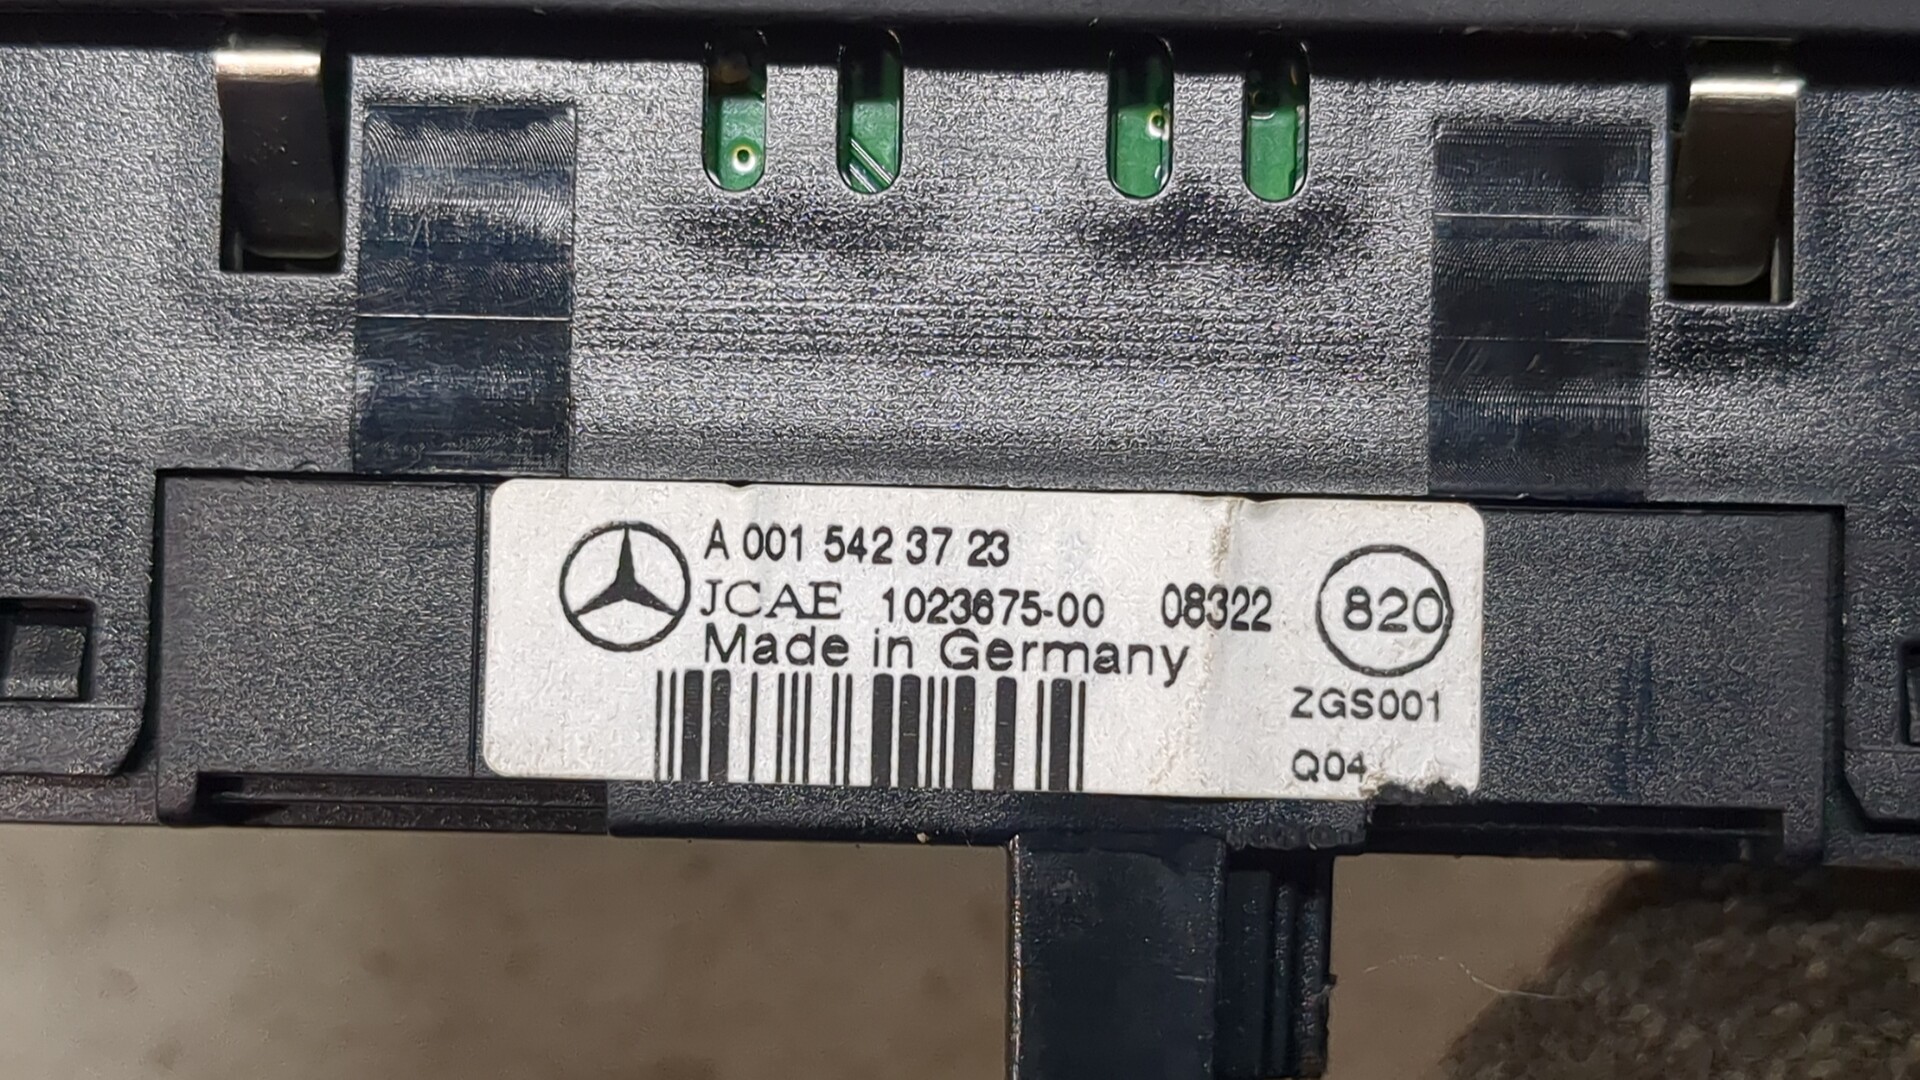 A 001 542 37 23
JCAE 1023675-00 08322
820
Made in Germany
ZGS001
Q04